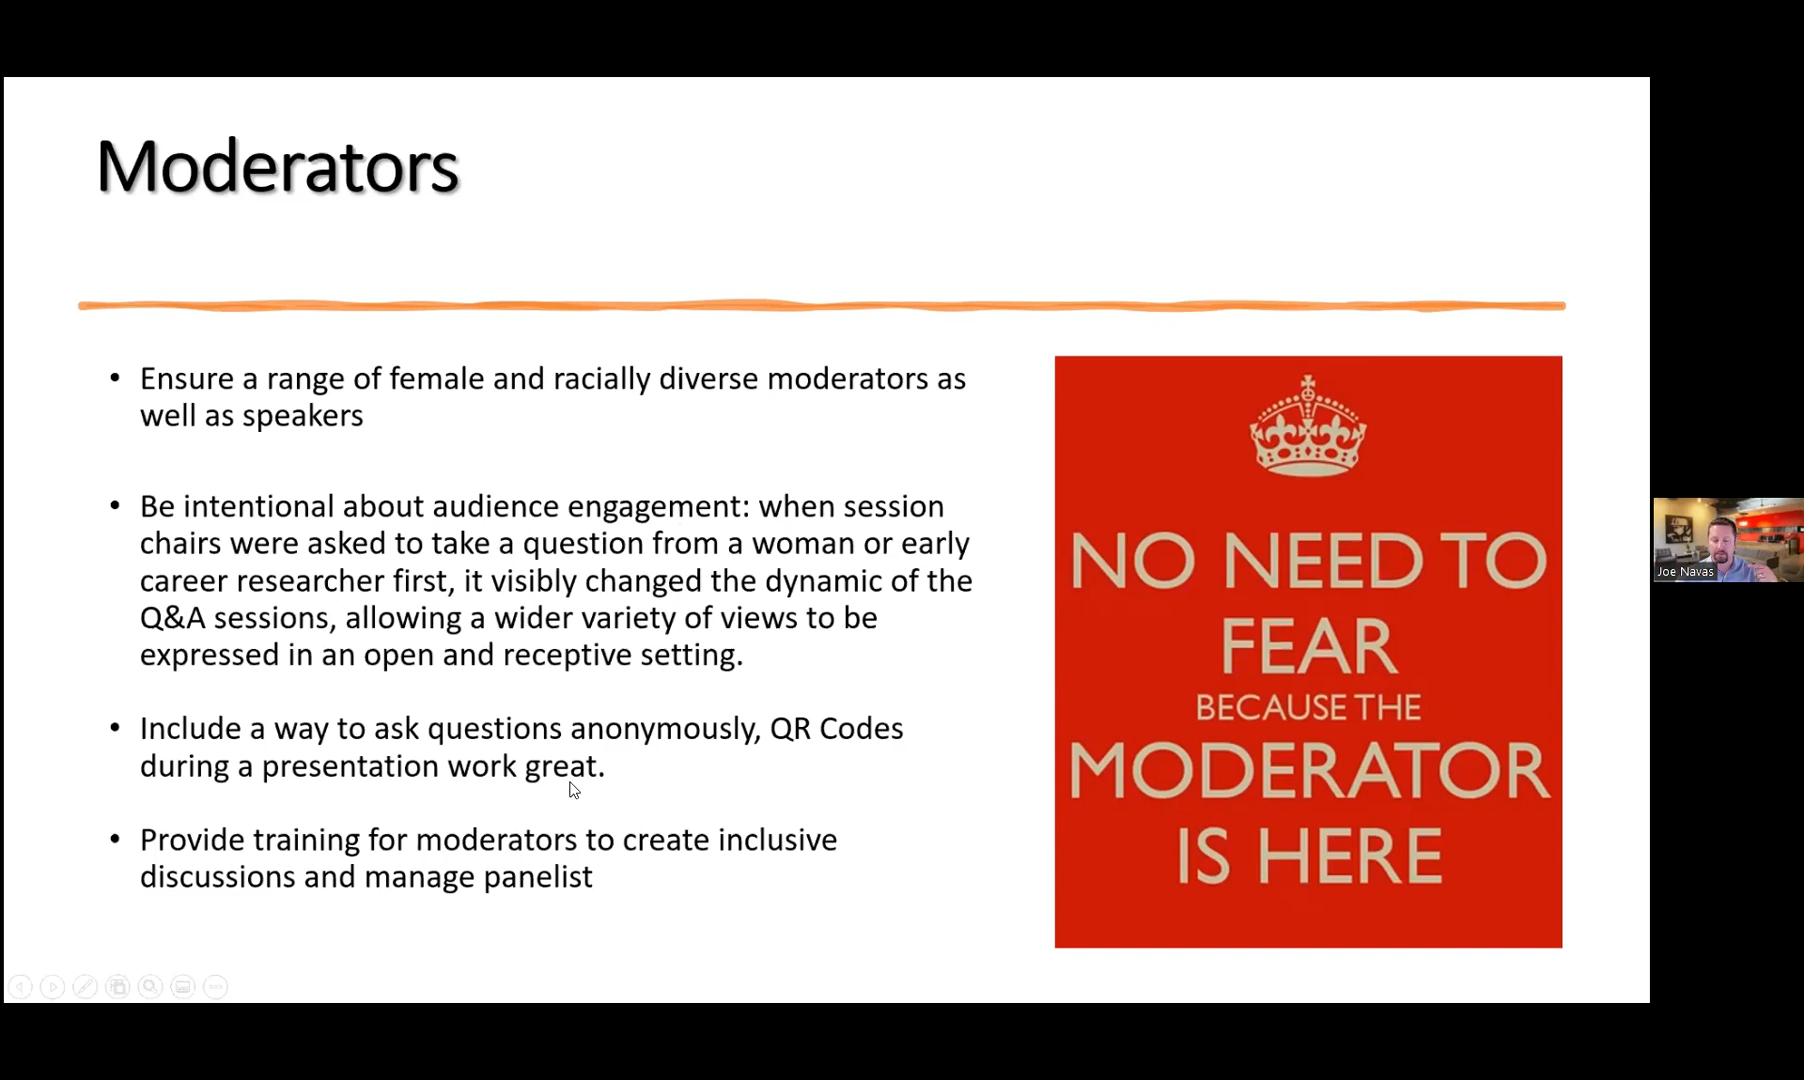 Moderators
• Ensure a range of female and racially diverse moderators as
well as speakers
• Be intentional about audience engagement: when session
chairs were asked to take a question from a woman or early
career researcher first, it visibly changed the dynamic of the
Q&A sessions, allowing a wider variety of views to be
expressed in an open and receptive setting.
• Include a way to ask questions anonymously, QR Codes
during a presentation work great.
• Provide training for moderators to create inclusive
discussions and manage panelist
NO NEED TO
FEAR
BECAUSE THE
MODERATOR
IS HERE
Joe Navas